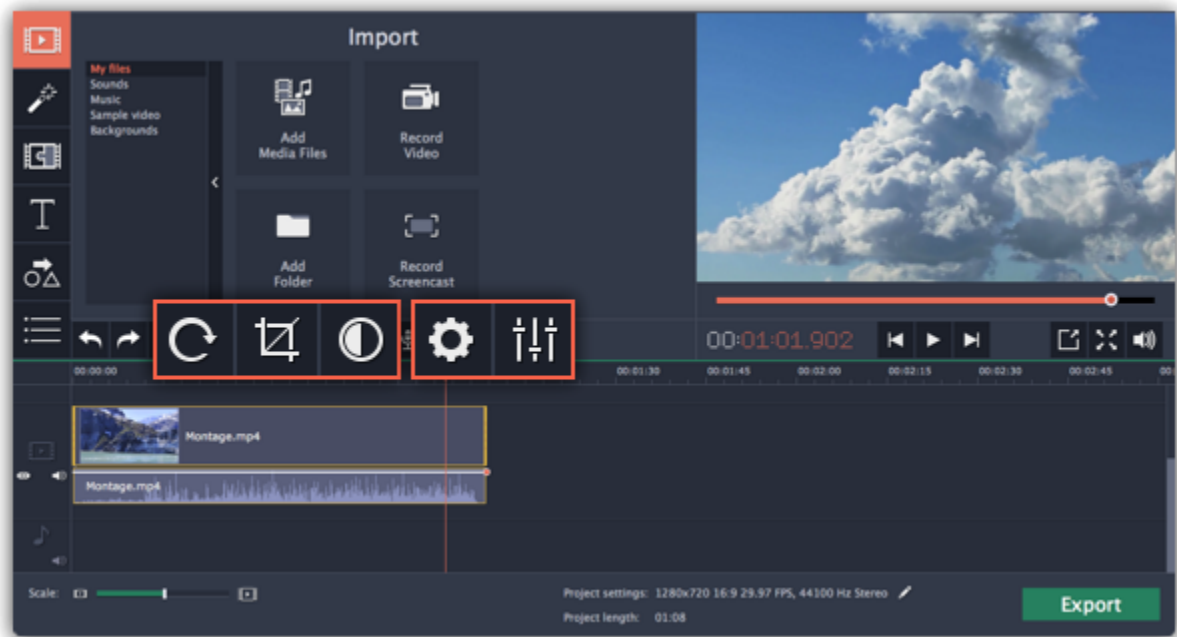 Import
My files
Sounds
Music
Sample video
Backgrounds
Add
Media Files
Record
Video
Add
Folder
Record
Screencast
T
00:01:01.902
00:00:00
00:01:30
00:01:45
00:02:00
00:02:15
00:02:30
00:02:45
Montage.mp4
Montage.mp4
Scale:
Project settings: 1280x720 16:9 29.97 FPS, 44100 Hz Stereo
Project length: 01:08
Export